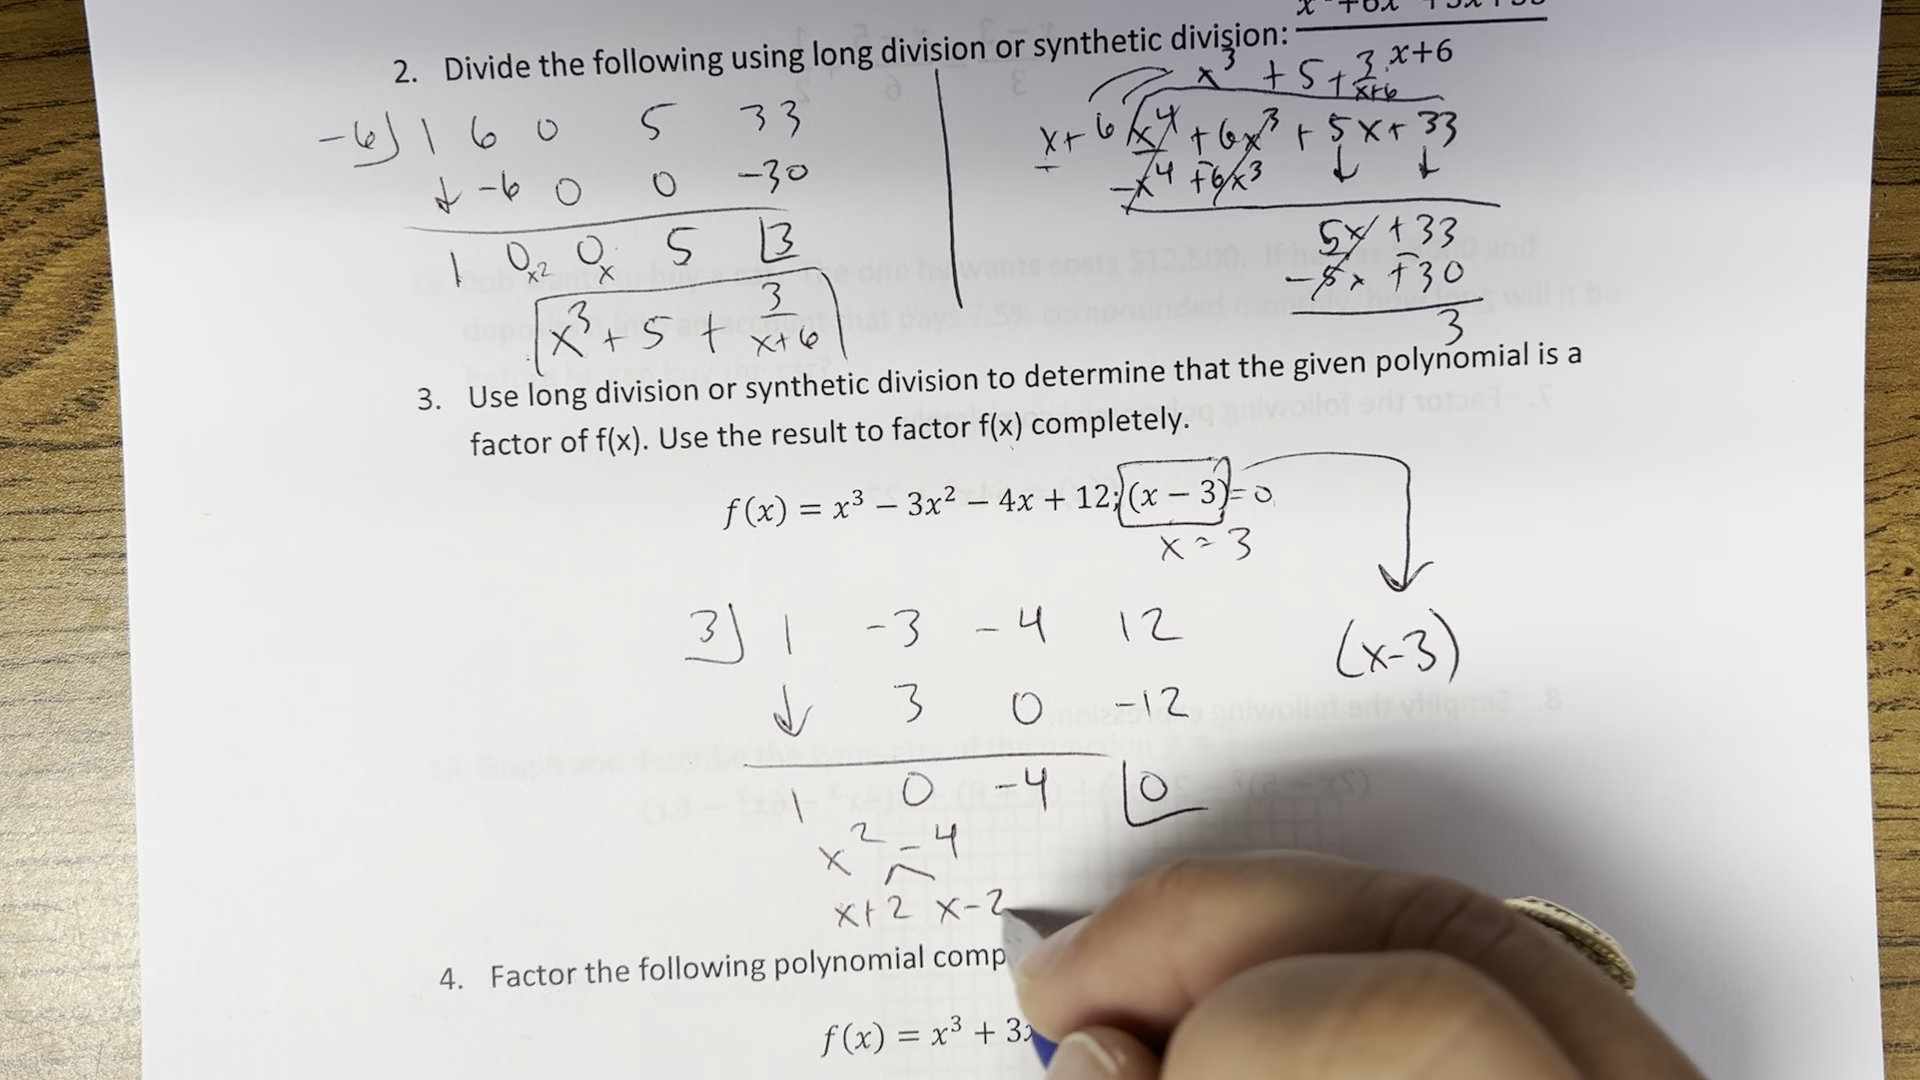 2. Divide the following using long division or synthetic division:
x+6
-6) 1 6 0 5 33
↓ -6 0 0 -30
1 0x2 0x 5 |3
x³ + 5 + 3/(x+6)
x³ + 5 + 3/(x+6)
x+6 x⁴ + 6x³ + 5x + 33
-x⁴ + 6x³ ↓ ↓
5x + 33
-5x + 30
3
3. Use long division or synthetic division to determine that the given polynomial is a
factor of f(x). Use the result to factor f(x) completely.
f(x) = x³ − 3x² − 4x + 12; (x − 3) = 0
x = 3
3) 1 -3 -4 12
(x-3)
↓ 3 0 -12
1 0 -4 |0
x² - 4
x+2 x-2
4. Factor the following polynomial
f(x) = x³ +